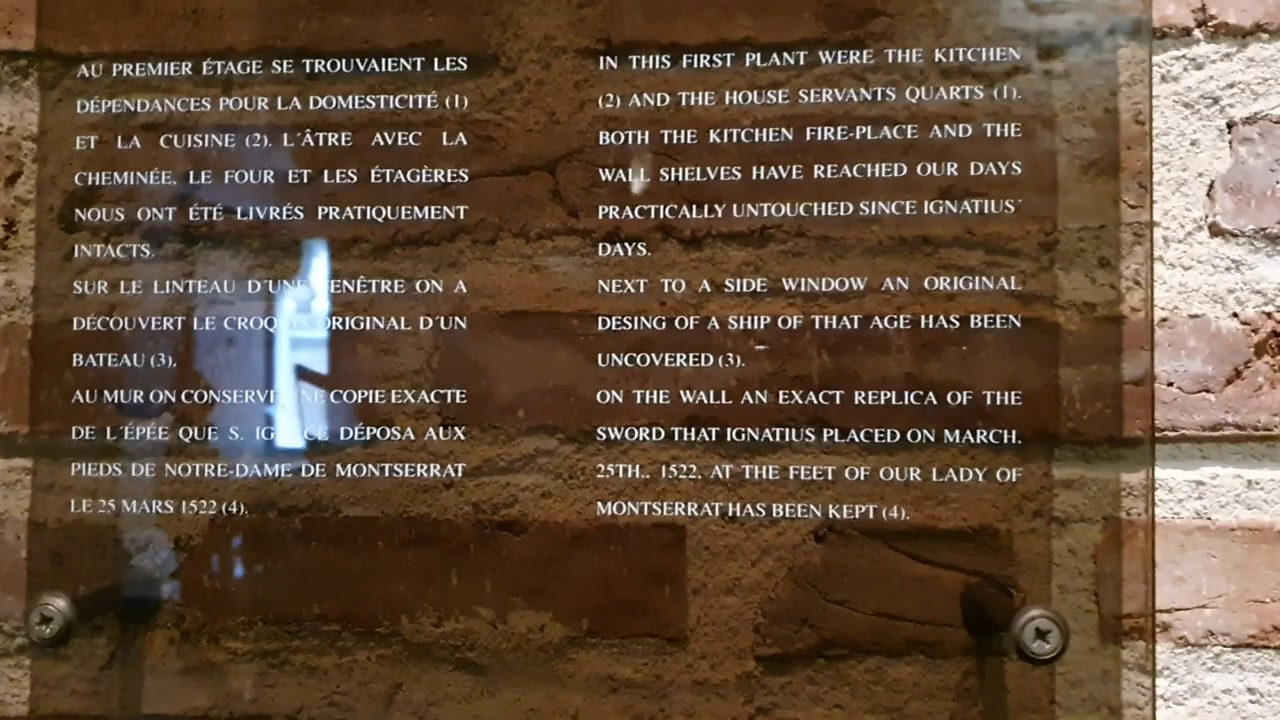 AU PREMIER ÉTAGE SE TROUVAIENT LES
DÉPENDANCES POUR LA DOMESTICITÉ (1)
ET LA CUISINE (2). L´ÂTRE AVEC LA
CHEMINÉE, LE FOUR ET LES ÉTAGÈRES
NOUS ONT ÉTÉ LIVRÉS PRATIQUEMENT
INTACTS.
SUR LE LINTEAU D´UNE FENÊTRE ON A
DÉCOUVERT LE CROQUIS ORIGINAL D´UN
BATEAU (3).
AU MUR ON CONSERVE UNE COPIE EXACTE
DE L´ÉPÉE QUE S. IGNACE DÉPOSA AUX
PIEDS DE NOTRE-DAME DE MONTSERRAT
LE 25 MARS 1522 (4).
IN THIS FIRST PLANT WERE THE KITCHEN
(2) AND THE HOUSE SERVANTS QUARTS (1).
BOTH THE KITCHEN FIRE-PLACE AND THE
WALL SHELVES HAVE REACHED OUR DAYS
PRACTICALLY UNTOUCHED SINCE IGNATIUS´
DAYS.
NEXT TO A SIDE WINDOW AN ORIGINAL
DESING OF A SHIP OF THAT AGE HAS BEEN
UNCOVERED (3).
ON THE WALL AN EXACT REPLICA OF THE
SWORD THAT IGNATIUS PLACED ON MARCH,
25TH., 1522, AT THE FEET OF OUR LADY OF
MONTSERRAT HAS BEEN KEPT (4).